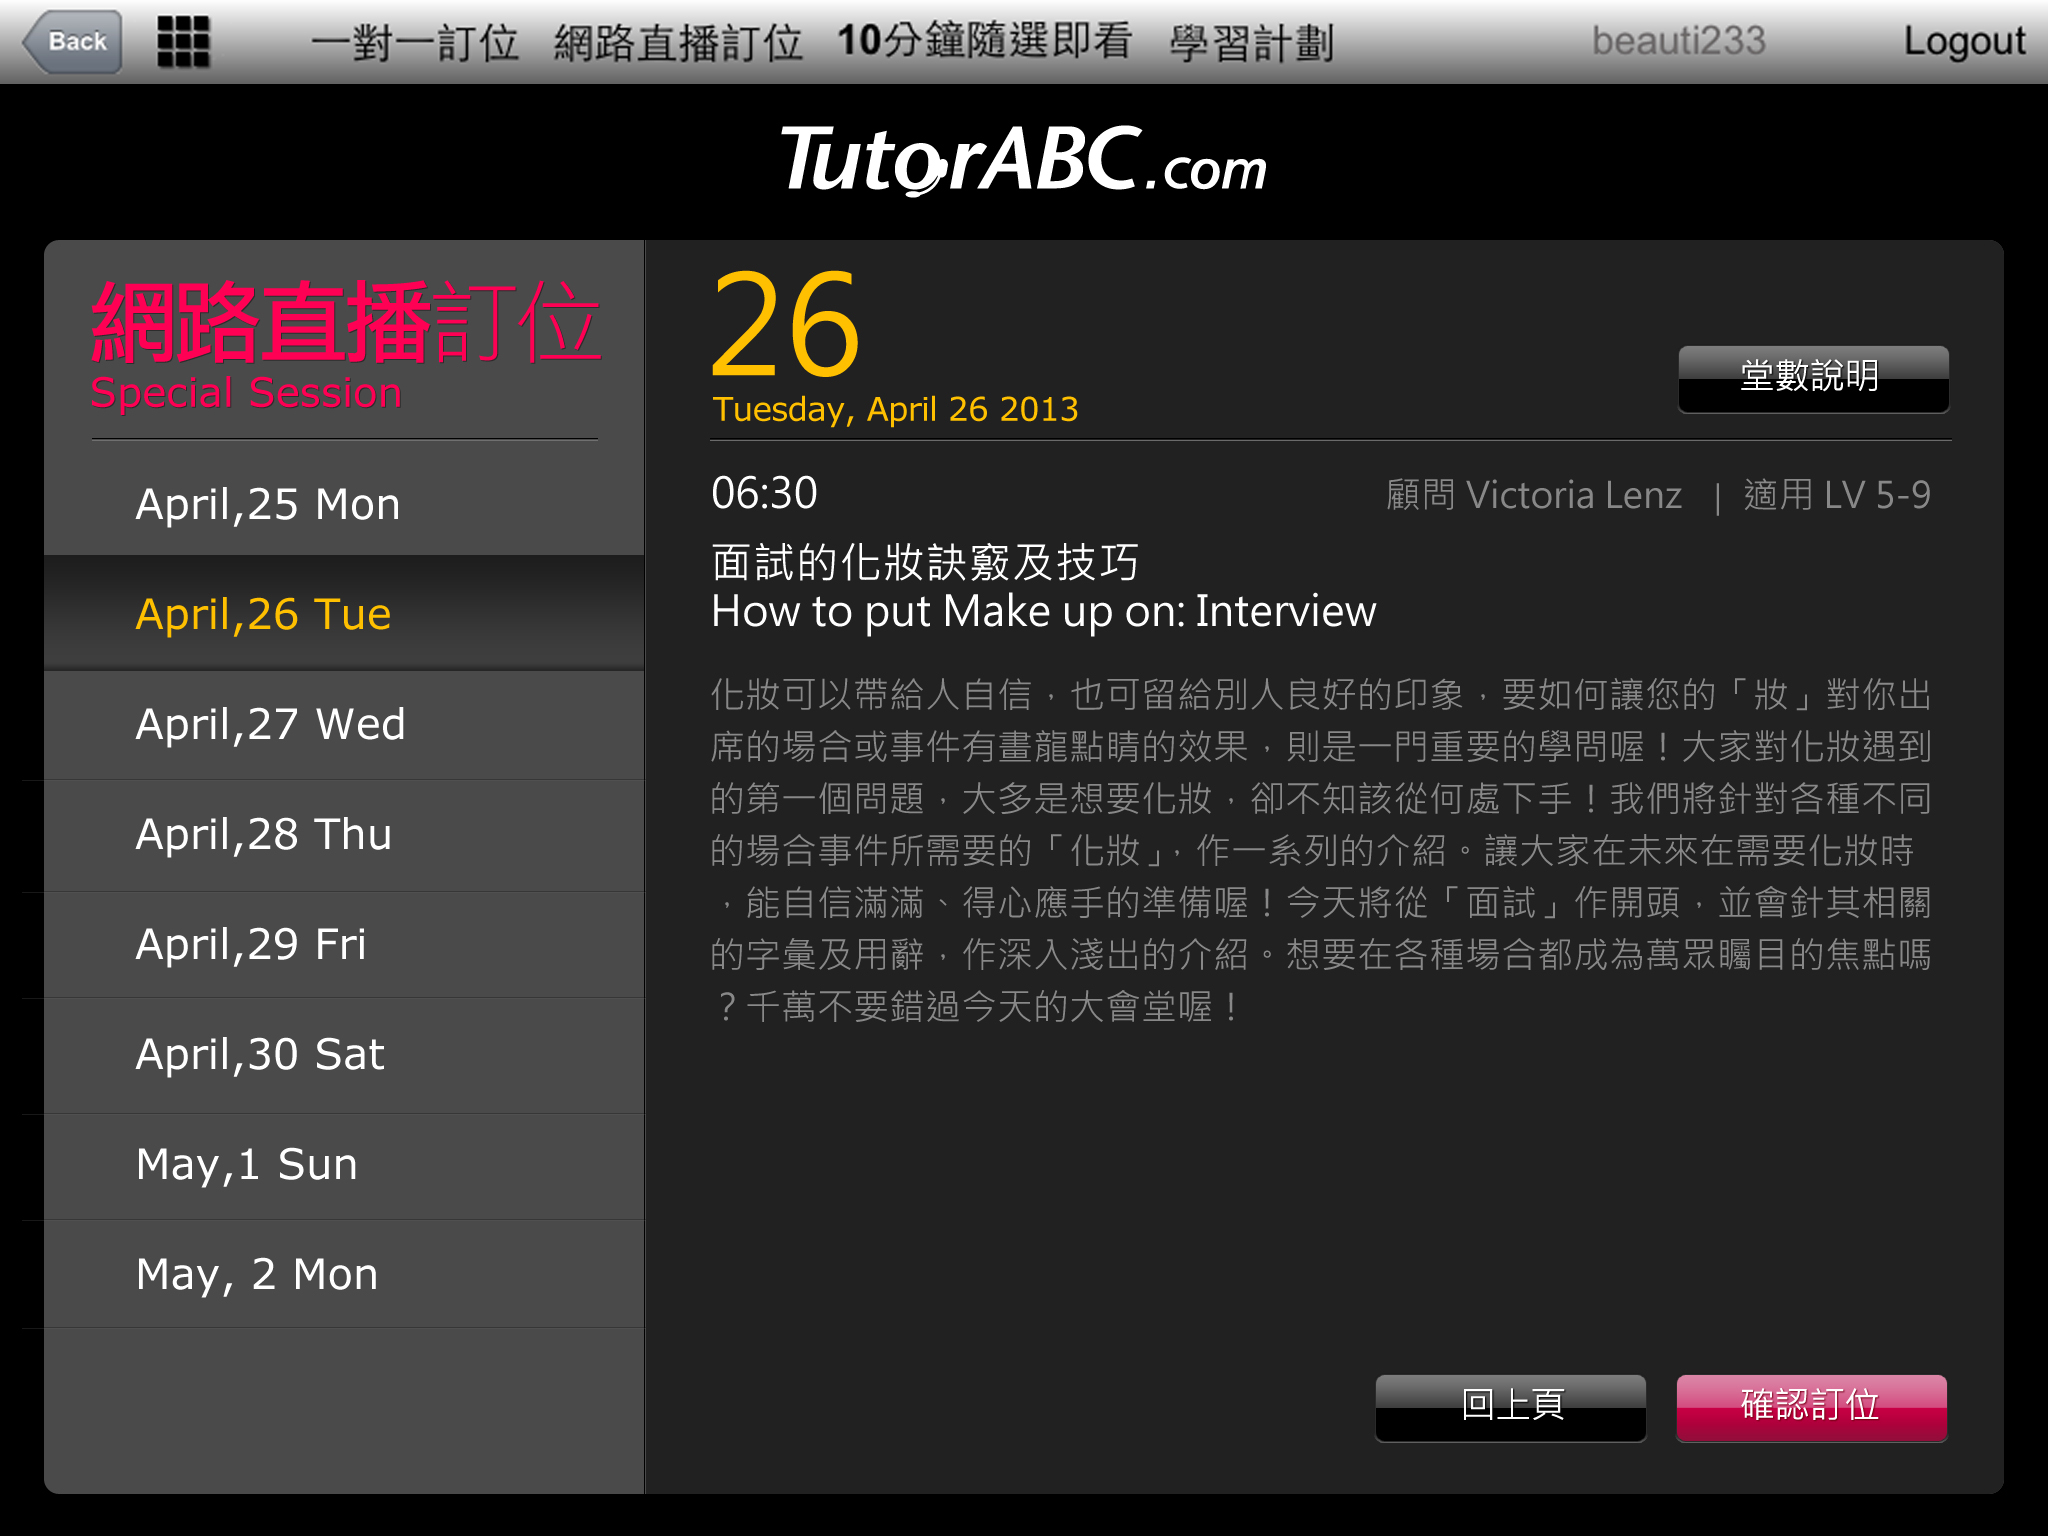 Back
一對一訂位 網路直播訂位 10分鐘隨選即看 學習計劃 beauti233 Logout
TutorABC.com
網路直播訂位
Special Session
April,25 Mon
April,26 Tue
April,27 Wed
April,28 Thu
April,29 Fri
April,30 Sat
May,1 Sun
May, 2 Mon
26
Tuesday, April 26 2013
堂數說明
06:30
顧問 Victoria Lenz | 適用 LV 5-9
面試的化妝訣竅及技巧
How to put Make up on: Interview
化妝可以帶給人自信，也可留給別人良好的印象，要如何讓您的「妝」對你出
席的場合或事件有畫龍點睛的效果，則是一門重要的學問喔！大家對化妝遇到
的第一個問題，大多是想要化妝，卻不知該從何處下手！我們將針對各種不同
的場合事件所需要的「化妝」，作一系列的介紹。讓大家在未來在需要化妝時
，能自信滿滿、得心應手的準備喔！今天將從「面試」作開頭，並會針其相關
的字彙及用辭，作深入淺出的介紹。想要在各種場合都成為萬眾矚目的焦點嗎
？千萬不要錯過今天的大會堂喔！
回上頁
確認訂位